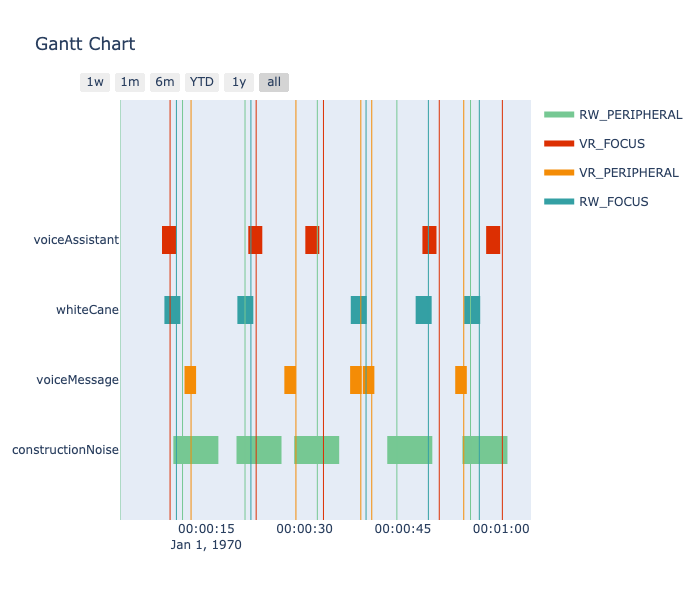 Gantt Chart
1w 1m 6m YTD 1y all
RW_PERIPHERAL
VR_FOCUS
VR_PERIPHERAL
RW_FOCUS
voiceAssistant
whiteCane
voiceMessage
constructionNoise
00:00:15 00:00:30 00:00:45 00:01:00
Jan 1, 1970